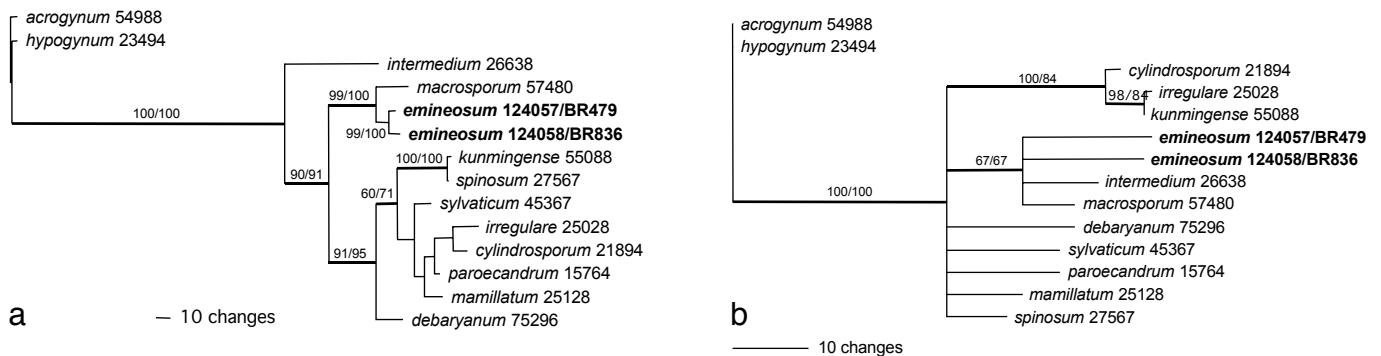 acrogynum 54988
hypogynum 23494
intermedium 26638
macrosporum 57480
99/100
emineosum 124057/BR479
100/100
99/100
emineosum 124058/BR836
100/100
kunmingense 55088
90/91
spinosum 27567
60/71
sylvaticum 45367
irregulare 25028
91/95
cylindrosporum 21894
paroecandrum 15764
mamillatum 25128
debaryanum 75296
a
10 changes
acrogynum 54988
hypogynum 23494
cylindrosporum 21894
100/84
irregulare 25028
98/84
kunmingense 55088
emineosum 124057/BR479
67/67
emineosum 124058/BR836
intermedium 26638
100/100
macrosporum 57480
debaryanum 75296
sylvaticum 45367
paroecandrum 15764
mamillatum 25128
spinosum 27567
b
10 changes